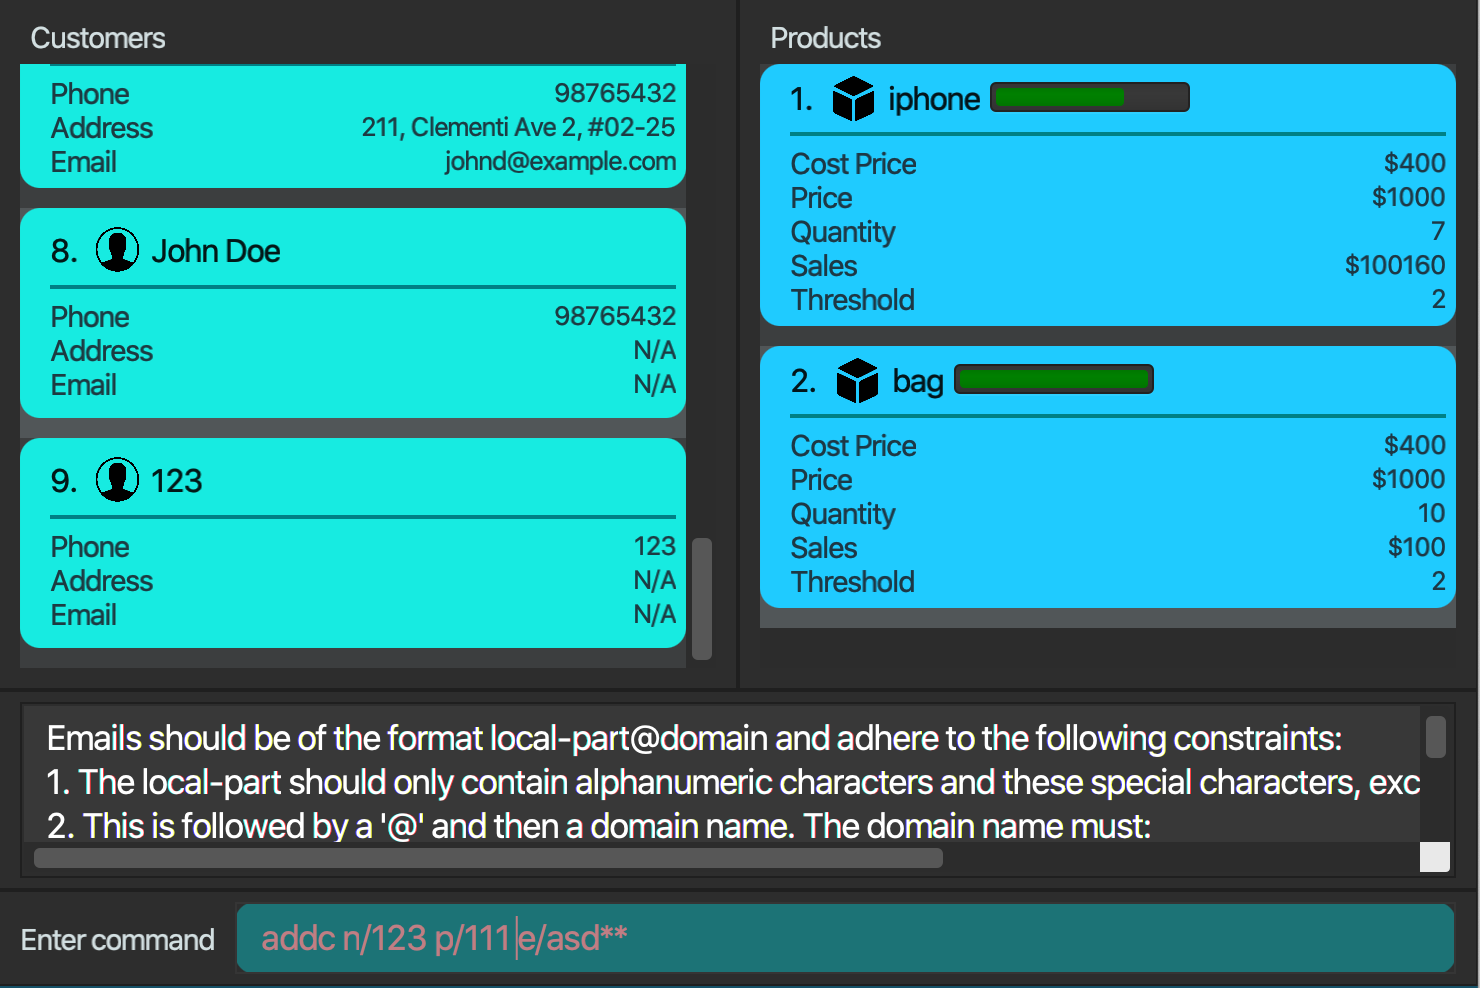 Customers
Phone 98765432
Address 211, Clementi Ave 2, #02-25
Email johnd@example.com
8. John Doe
Phone 98765432
Address N/A
Email N/A
9. 123
Phone 123
Address N/A
Email N/A
Products
1. iphone
Cost Price $400
Price $1000
Quantity 7
Sales $100160
Threshold 2
2. bag
Cost Price $400
Price $1000
Quantity 10
Sales $100
Threshold 2
Emails should be of the format local-part@domain and adhere to the following constraints:
1. The local-part should only contain alphanumeric characters and these special characters, exc
2. This is followed by a '@' and then a domain name. The domain name must:
Enter command addc n/123 p/111 e/asd**